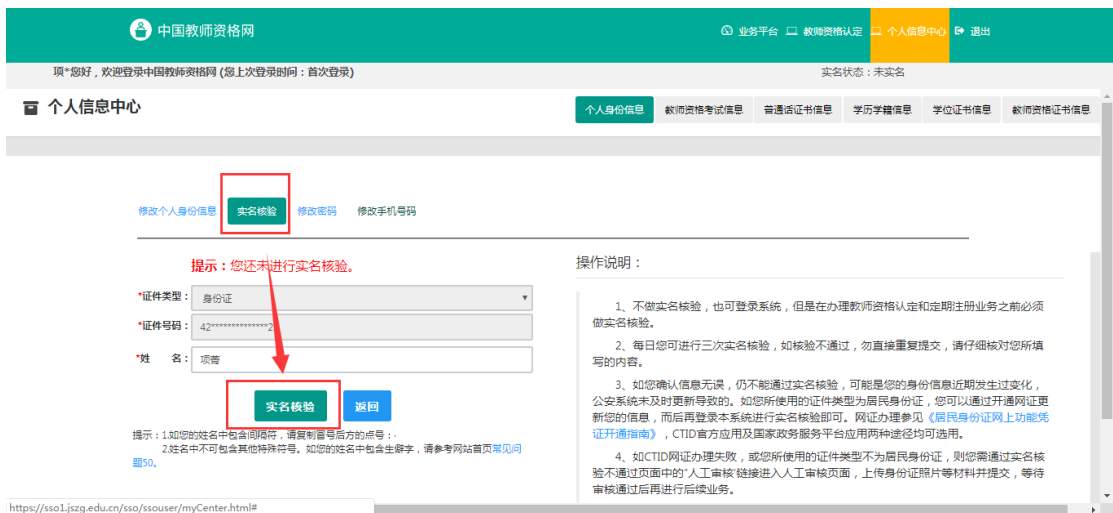 中国教师资格网
业务平台 教师资格认定 个人信息中心 退出
项*您好，欢迎登录中国教师资格网 (您上次登录时间：首次登录)
实名状态：未实名
个人信息中心
个人身份信息 教师资格考试信息 普通话证书信息 学历学籍信息 学位证书信息 教师资格证书信息
修改个人身份信息 实名核验 修改密码 修改手机号码
提示：您还未进行实名核验。
*证件类型： 身份证
*证件号码： 42**************2
*姓 名： 项菁
实名核验 返回
提示：1.如您的姓名中包含间隔符，请复制冒号后方的点号：·
2.姓名中不可包含其他特殊符号。如您的姓名中包含生僻字，请参考网站首页常见问
题50。
操作说明：
1、不做实名核验，也可登录系统，但是在办理教师资格认定和定期注册业务之前必须
做实名核验。
2、每日您可进行三次实名核验，如核验不通过，勿直接重复提交，请仔细核对您所填
写的内容。
3、如您确认信息无误，仍不能通过实名核验，可能是您的身份信息近期发生过变化，
公安系统未及时更新导致的。如您所使用的证件类型为居民身份证，您可以通过开通网证更
新您的信息，而后再登录本系统进行实名核验即可。网证办理参见《居民身份证网上功能凭
证开通指南》，CTID官方应用及国家政务服务平台应用两种途径均可选用。
4、如CTID网证办理失败，或您所使用的证件类型不为居民身份证，则您需通过实名核
验不通过页面中的“人工审核”链接进入人工审核页面，上传身份证照片等材料并提交，等待
审核通过后再进行后续业务。
https://sso1.jszg.edu.cn/sso/ssouser/myCenter.html#